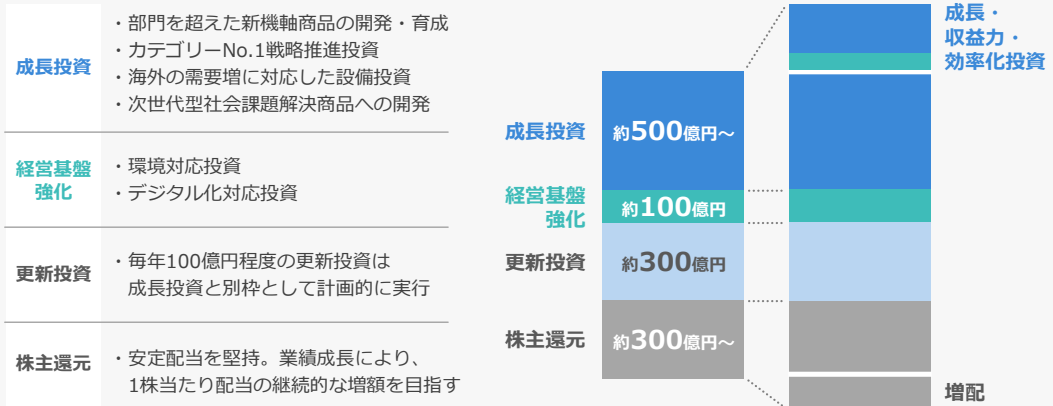 成長投資
・部門を超えた新機軸商品の開発・育成
・カテゴリーNo.1戦略推進投資
・海外の需要増に対応した設備投資
・次世代型社会課題解決商品への開発
経営基盤
強化
・環境対応投資
・デジタル化対応投資
更新投資
・毎年100億円程度の更新投資は
成長投資と別枠として計画的に実行
株主還元
・安定配当を堅持。業績成長により、
1株当たり配当の継続的な増額を目指す
成長投資
約500億円～
経営基盤
強化
約100億円
更新投資
約300億円
株主還元
約300億円～
成長・
収益力・
効率化投資
増配